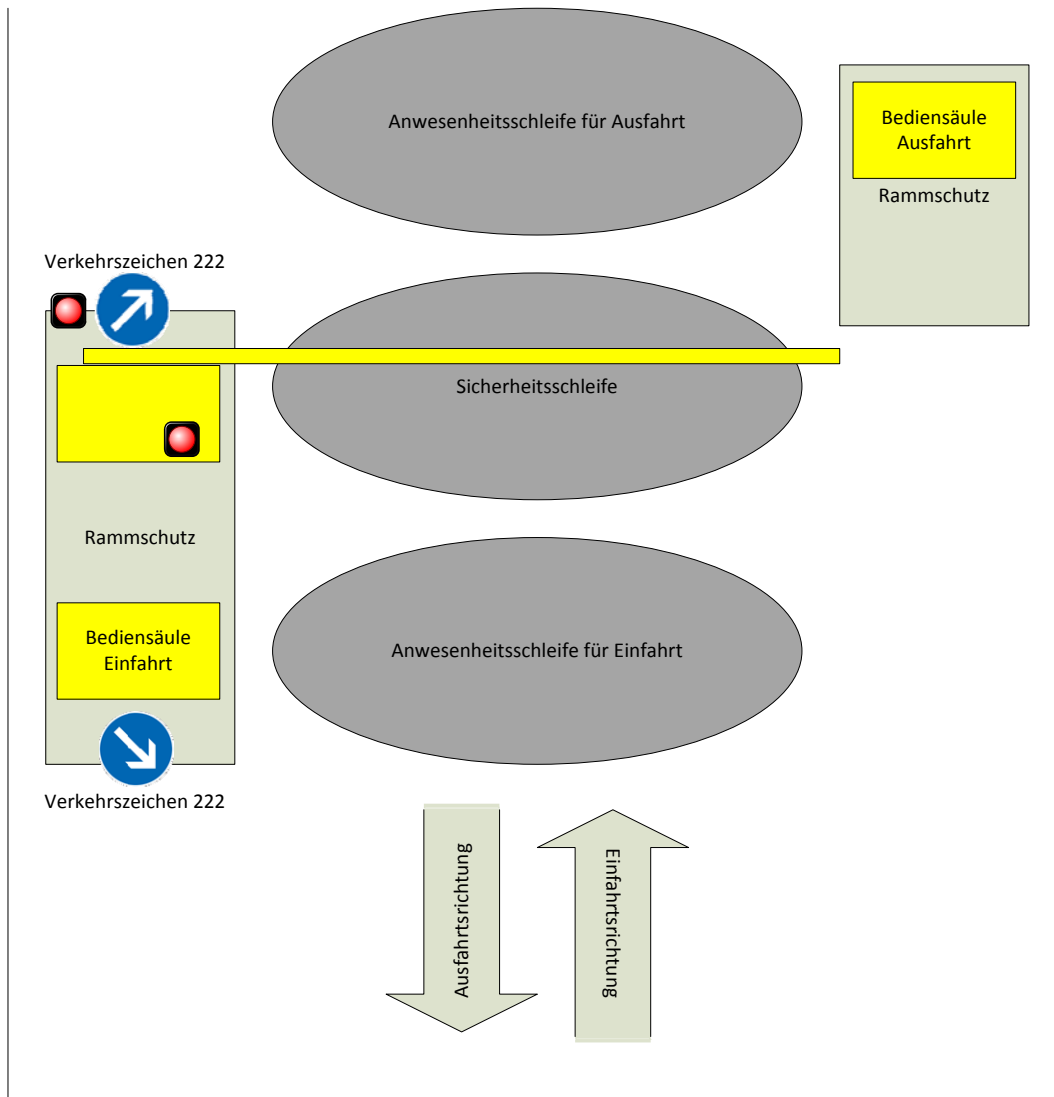 Anwesenheitsschleife für Ausfahrt
Bediensäule
Ausfahrt
Rammschutz
Verkehrszeichen 222
Sicherheitsschleife
Rammschutz
Bediensäule
Einfahrt
Anwesenheitsschleife für Einfahrt
Verkehrszeichen 222
Ausfahrtsrichtung
Einfahrtsrichtung